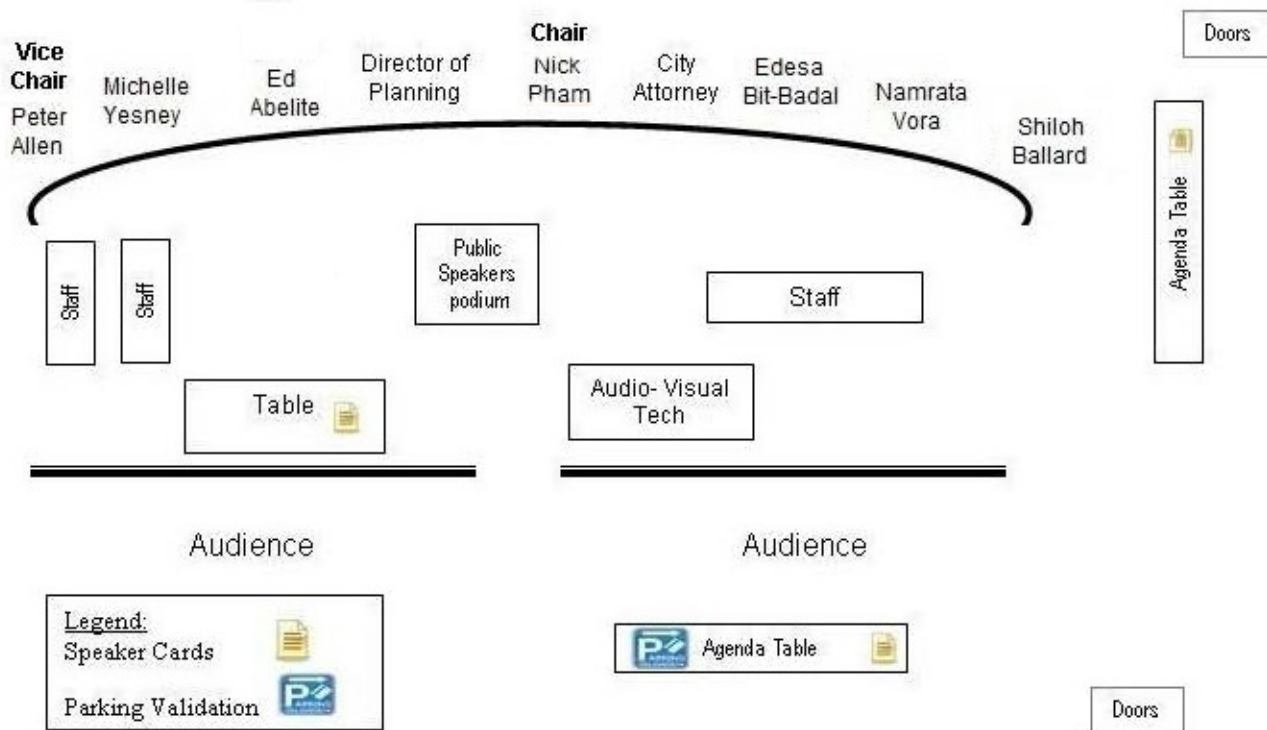 Vice
Chair
Peter
Allen
Michelle
Yesney
Ed
Abelite
Director of
Planning
Chair
Nick
Pham
City
Attorney
Edesa
Bit-Badal
Namrata
Vora
Shiloh
Ballard
Doors
Agenda Table
Staff
Staff
Public
Speakers
podium
Staff
Table
Audio- Visual
Tech
Audience
Audience
Legend:
Speaker Cards
Parking Validation
P
P
Agenda Table
Doors